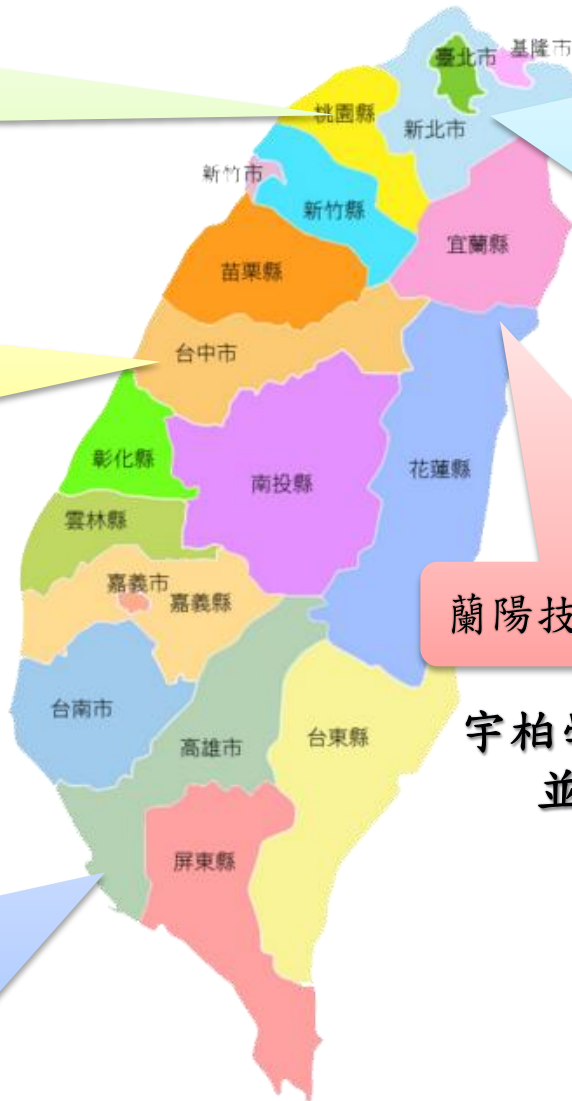 臺北市
基隆市
桃園縣
新北市
新竹市
新竹縣
宜蘭縣
苗栗縣
台中市
彰化縣
南投縣
花蓮縣
雲林縣
嘉義市
嘉義縣
蘭陽技
台南市
高雄市
台東縣
宇柏
並
屏東縣